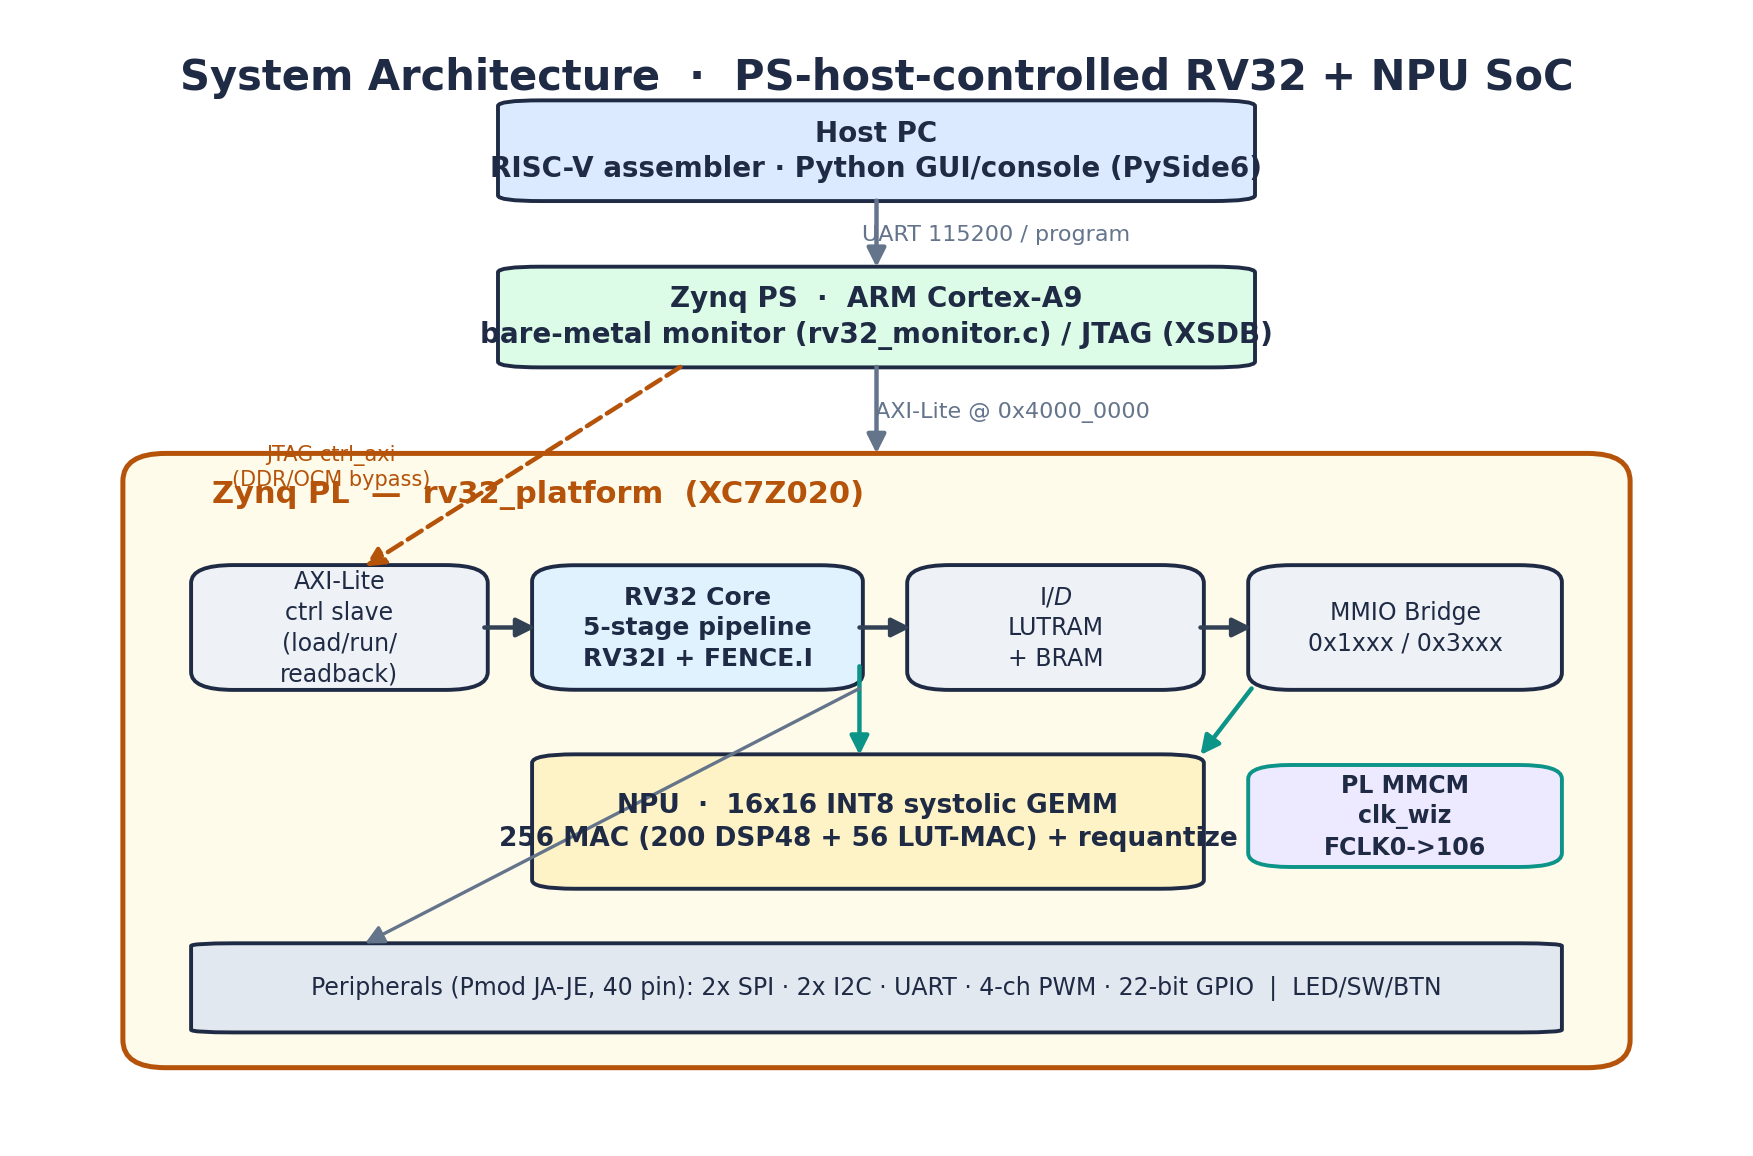 System Architecture · PS-host-controlled RV32 + NPU SoC
Host PC
RISC-V assembler · Python GUI/console (PySide6)
UART 115200 / program
Zynq PS · ARM Cortex-A9
bare-metal monitor (rv32_monitor.c) / JTAG (XSDB)
AXI-Lite @ 0x4000_0000
JTAG ctrl_axi
(DDR/OCM bypass)
Zynq PL — rv32_platform (XC7Z020)
AXI-Lite
ctrl slave
(load/run/
readback)
RV32 Core
5-stage pipeline
RV32I + FENCE.I
I/D
LUTRAM
+ BRAM
MMIO Bridge
0x1xxx / 0x3xxx
NPU · 16x16 INT8 systolic GEMM
256 MAC (200 DSP48 + 56 LUT-MAC) + requantize
PL MMCM
clk_wiz
FCLK0->106
Peripherals (Pmod JA-JE, 40 pin): 2x SPI · 2x I2C · UART · 4-ch PWM · 22-bit GPIO | LED/SW/BTN